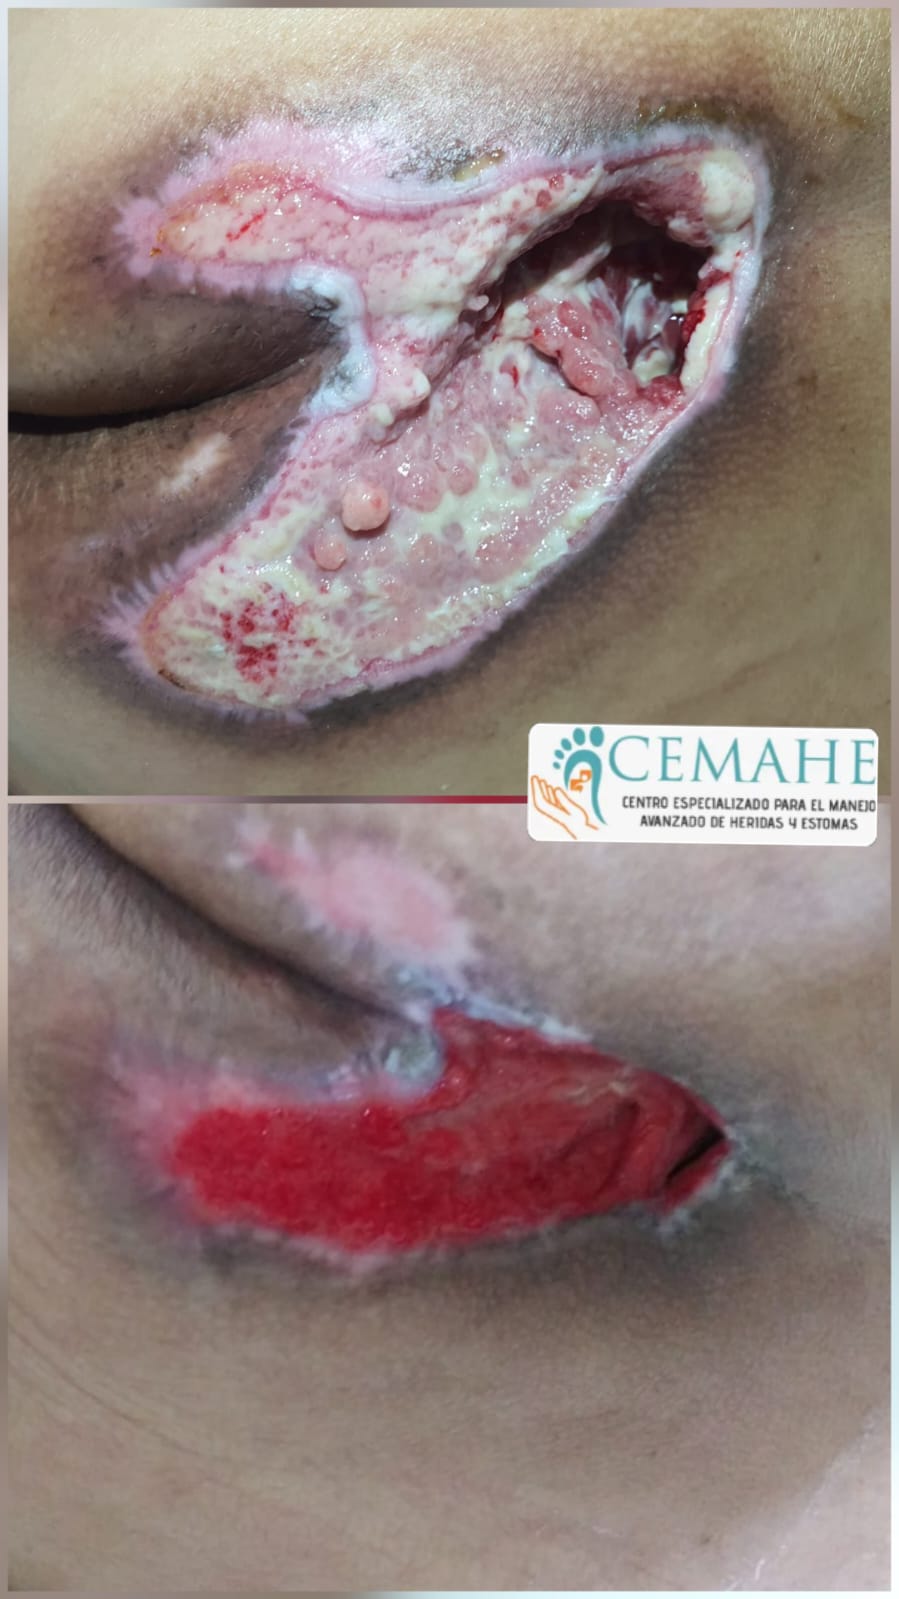 CEMAHE
CENTRO ESPECIALIZADO PARA EL MANEJO
AVANZADO DE HERIDAS Y ESTOMAS